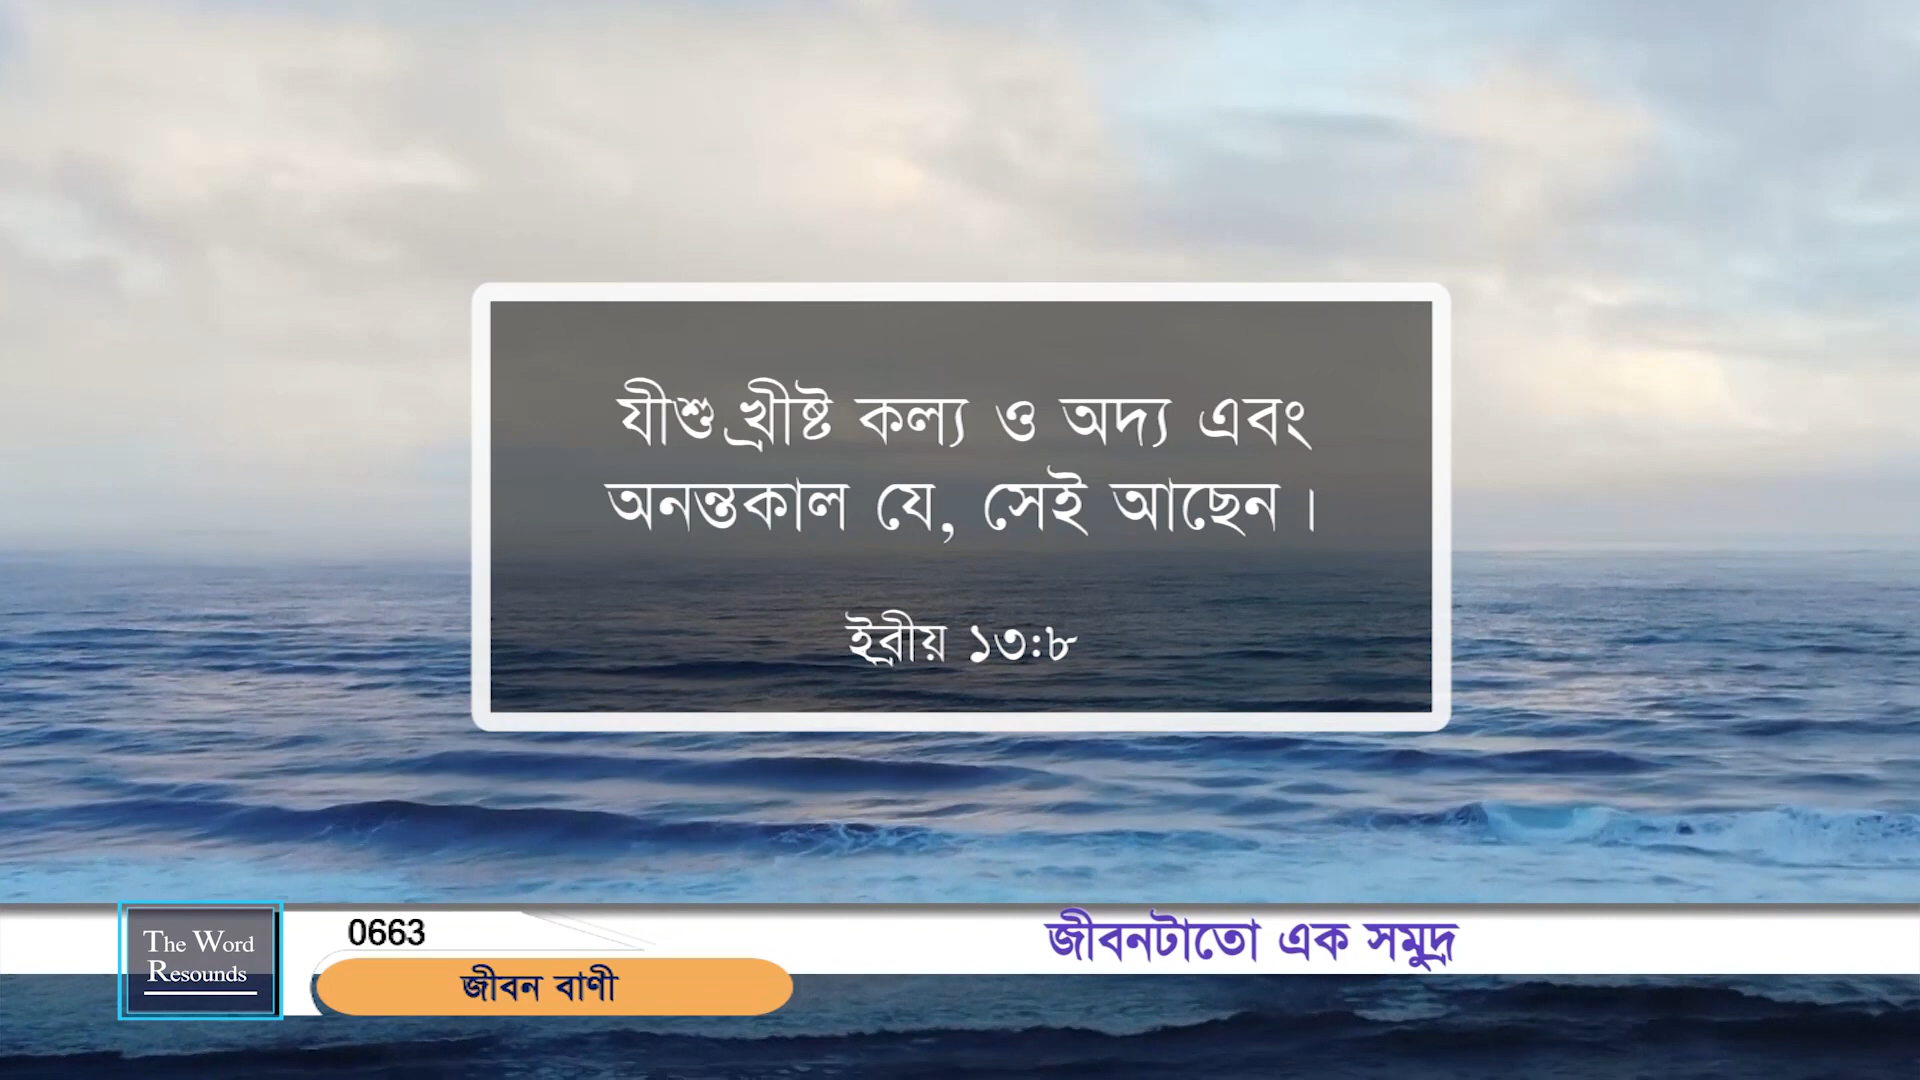 যীশু খ্রীষ্ট কল্য ও অদ্য এবং
অনন্তকাল যে, সেই আছেন।
ইব্রীয় ১৩:৮
The Word
Resounds
0663
জীবন বাণী
জীবনটাতো এক সমুদ্র